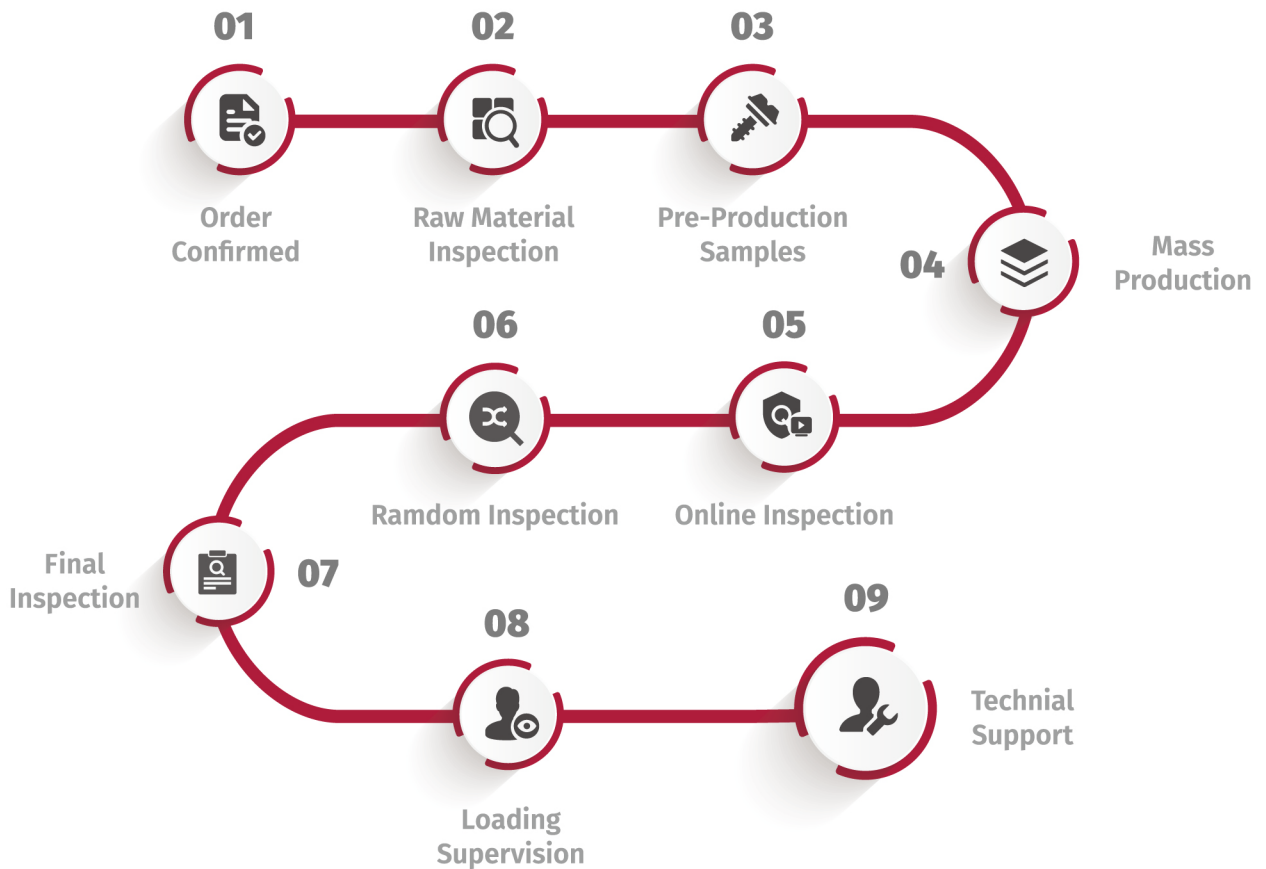 01
Order
Confirmed
02
Raw Material
Inspection
03
Pre-Production
Samples
04
Mass
Production
05
Online Inspection
06
Ramdom Inspection
07
Final
Inspection
08
Loading
Supervision
09
Technial
Support